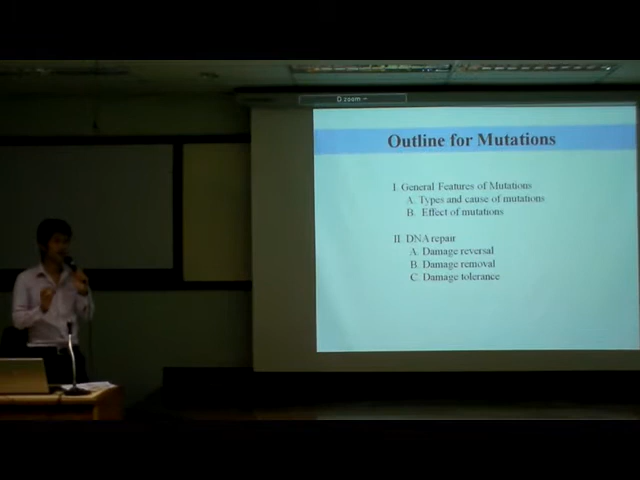 D zoom
Outline for Mutations
I. General Features of Mutations
A. Types and cause of mutations
B. Effect of mutations
II. DNA repair
A. Damage reversal
B. Damage removal
C. Damage tolerance